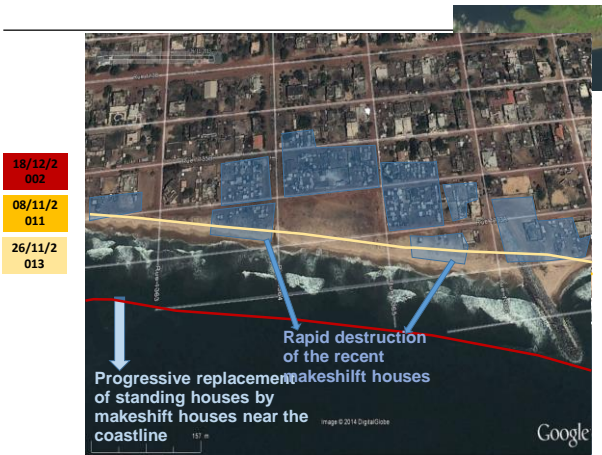 18/12/2
002
08/11/2
011
26/11/2
013
Rapid destruction
of the recent
makeshilft houses
Progressive replacement
of standing houses by
makeshift houses near the
coastline
Image © 2014 DigitalGlobe
157 m
Google